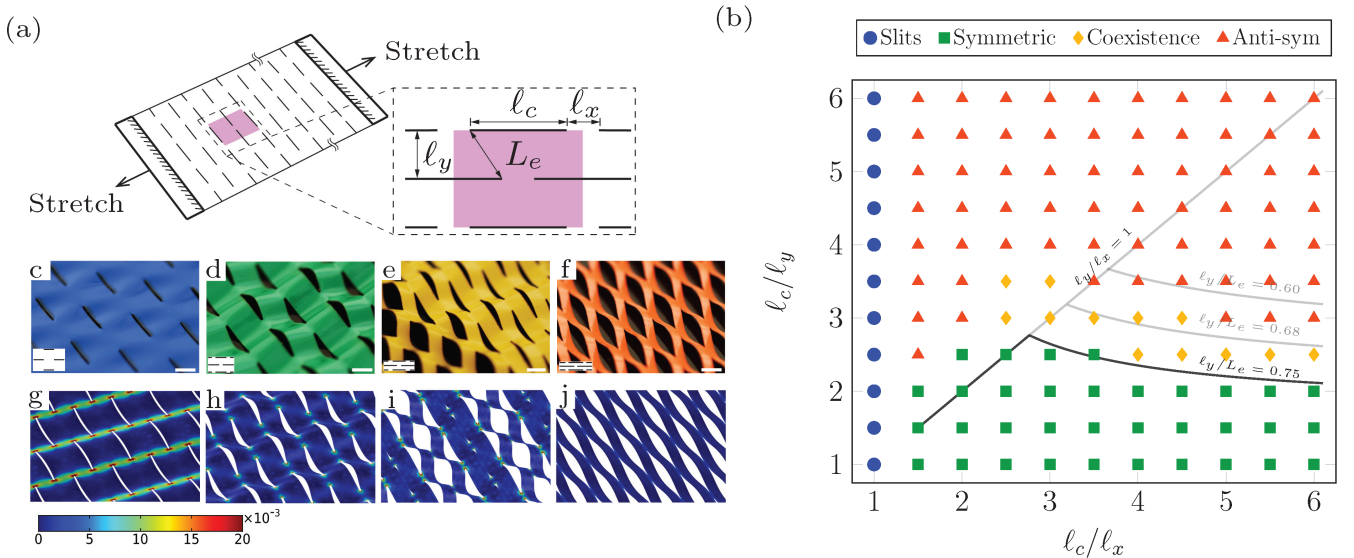 (a)
Stretch
Stretch
ℓc
ℓx
ℓy
Le
c
d
e
f
g
h
i
j
×10⁻³
0 5 10 15 20
(b)
Slits Symmetric Coexistence Anti-sym
6
5
4
3
2
1
ℓc/ℓy
ℓy/ℓx = 1
ℓy/Le = 0.60
ℓy/Le = 0.68
ℓy/Le = 0.75
1 2 3 4 5 6
ℓc/ℓx